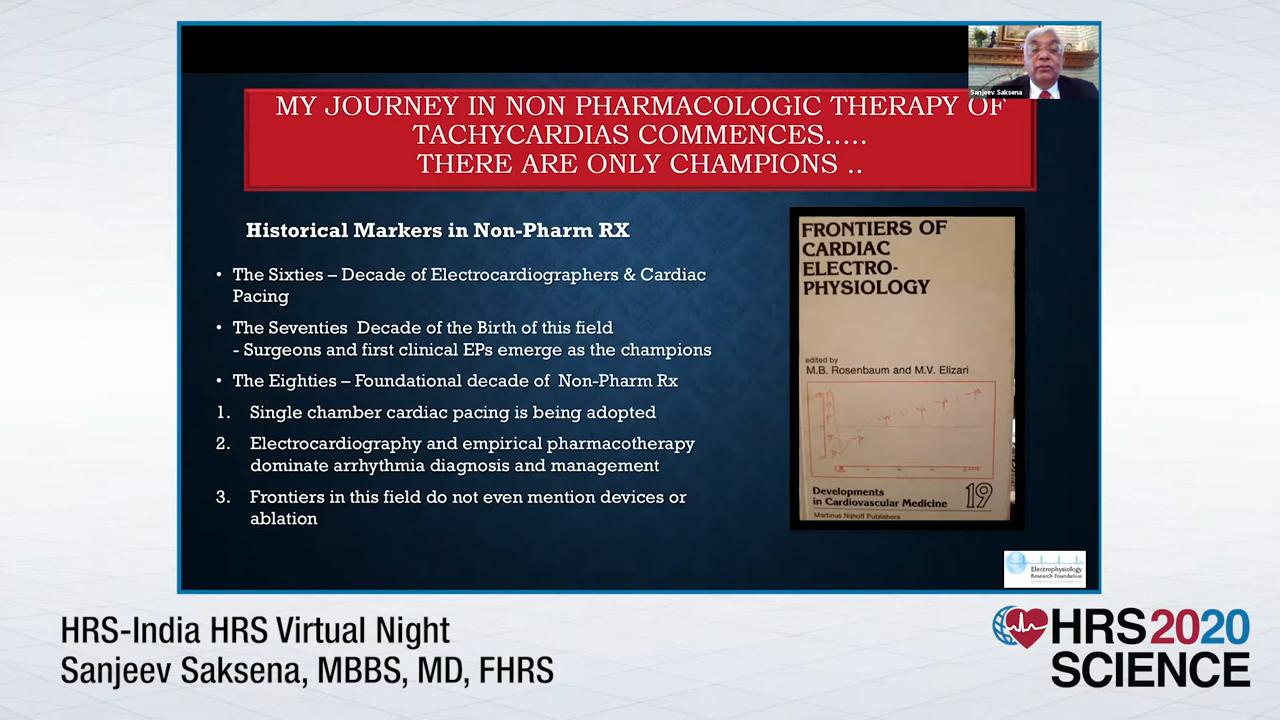 Sanjeev Saksena
MY JOURNEY IN NON PHARMACOLOGIC THERAPY OF
TACHYCARDIAS COMMENCES.....
THERE ARE ONLY CHAMPIONS ..
Historical Markers in Non-Pharm RX
• The Sixties – Decade of Electrocardiographers & Cardiac
Pacing
• The Seventies Decade of the Birth of this field
- Surgeons and first clinical EPs emerge as the champions
• The Eighties – Foundational decade of Non-Pharm Rx
1. Single chamber cardiac pacing is being adopted
2. Electrocardiography and empirical pharmacotherapy
dominate arrhythmia diagnosis and management
3. Frontiers in this field do not even mention devices or
ablation
FRONTIERS OF
CARDIAC
ELECTRO-
PHYSIOLOGY
edited by
M.B. Rosenbaum and M.V. Elizari
Developments
in Cardiovascular Medicine 19
Martinus Nijhoff Publishers
Electrophysiology
Research Foundation
HRS-India HRS Virtual Night
Sanjeev Saksena, MBBS, MD, FHRS
HRS2020
SCIENCE